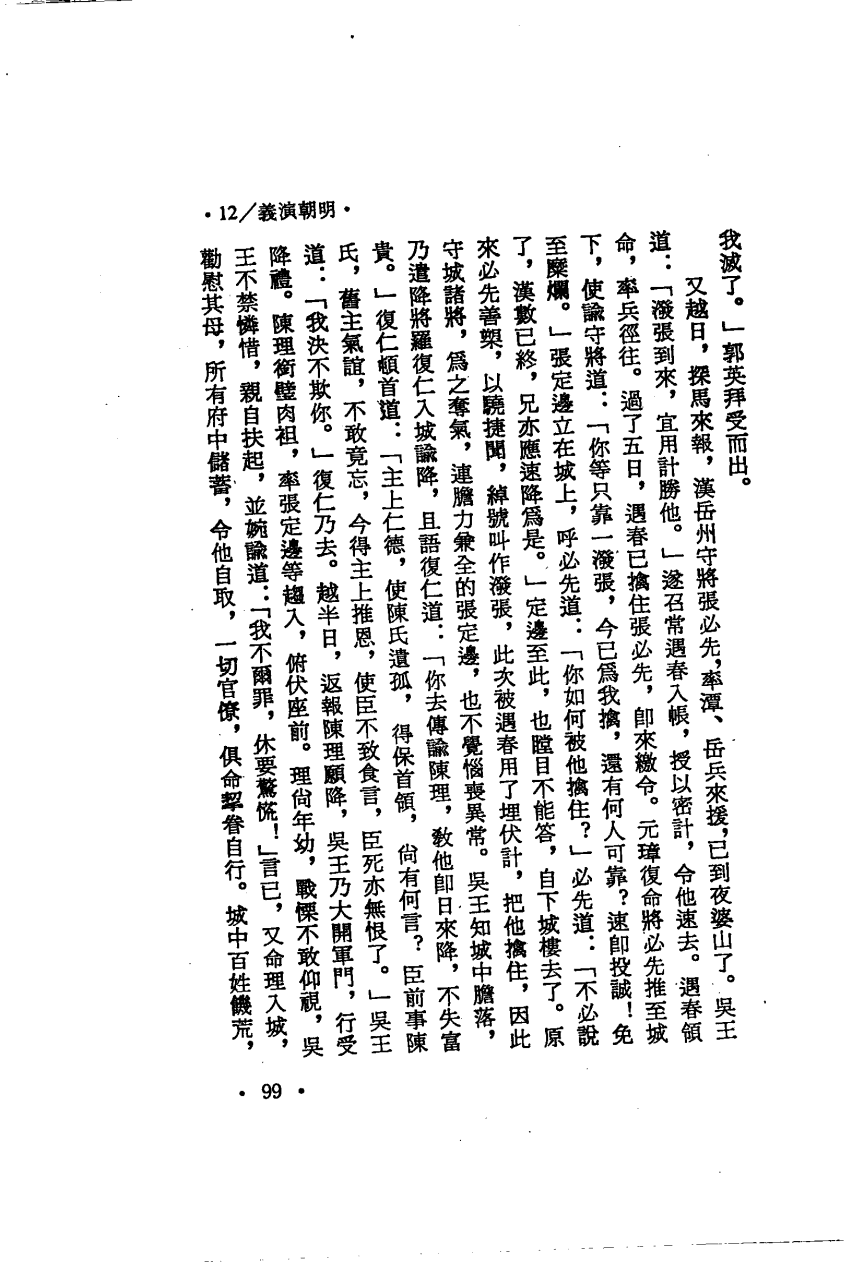 ・12／義演朝明・
我滅了。」郭英拜受而出。
又越日，探馬來報，漢岳州守將張必先，率潭、岳兵來援，已到夜婆山了。吳王
道：「潑張到來，宜用計勝他。」遂召常遇春入帳，授以密計，令他速去。遇春領
命，率兵徑往。過了五日，遇春已擒住張必先，卽來繳令。元璋復命將必先推至城
下，使諭守將道：「你等只靠一潑張，今已爲我擒，還有何人可靠？速卽投誠！免
至糜爛。」張定邊立在城上，呼必先道：「你如何被他擒住？」必先道：「不必說
了，漢數已終，兄亦應速降爲是。」定邊至此，也瞠目不能答，自下城樓去了。原
來必先善槊，以驍捷聞，綽號叫作潑張，此次被遇春用了埋伏計，把他擒住，因此
守城諸將，爲之奪氣，連膽力兼全的張定邊，也不覺惱喪異常。吳王知城中膽落，
乃遣降將羅復仁入城諭降，且語復仁道：「你去傳諭陳理，敎他卽日來降，不失富
貴。」復仁頓首道：「主上仁德，使陳氏遺孤，得保首領，尙有何言？臣前事陳
氏，舊主氣誼，不敢竟忘，今得主上推恩，使臣不致食言，臣死亦無恨了。」吳王
道：「我決不欺你。」復仁乃去。越半日，返報陳理願降，吳王乃大開軍門，行受
降禮。陳理銜璧肉袒，率張定邊等趨入，俯伏座前。理尙年幼，戰慄不敢仰視，吳
王不禁憐惜，親自扶起，並婉諭道：「我不爾罪，休要驚慌！」言已，又命理入城，
勸慰其母，所有府中儲蓄，令他自取，一切官僚，俱命挈眷自行。城中百姓饑荒，
・99・